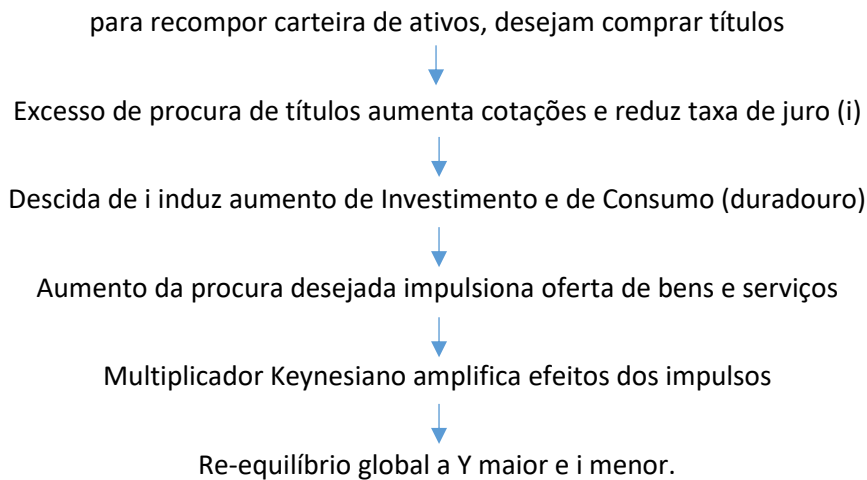 para recompor carteira de ativos, desejam comprar títulos
Excesso de procura de títulos aumenta cotações e reduz taxa de juro (i)
Descida de i induz aumento de Investimento e de Consumo (duradouro)
Aumento da procura desejada impulsiona oferta de bens e serviços
Multiplicador Keynesiano amplifica efeitos dos impulsos
Re-equilíbrio global a Y maior e i menor.